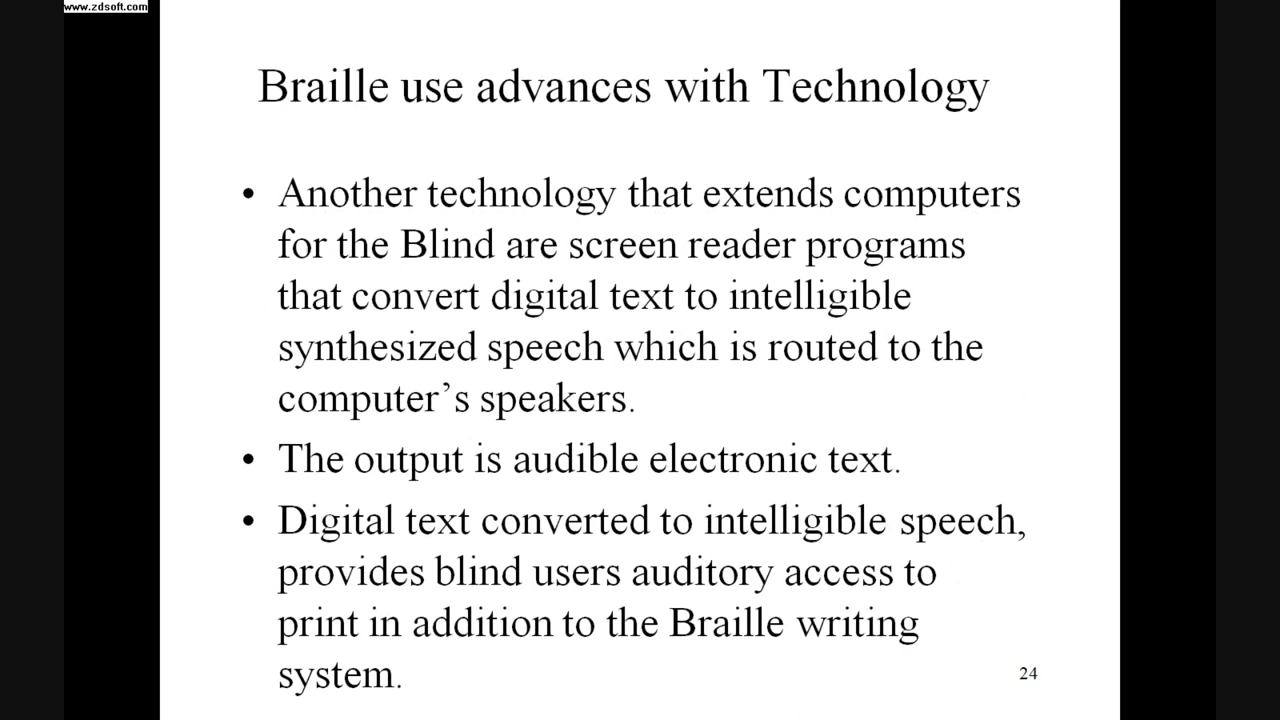 www.zdsoft.com
Braille use advances with Technology
• Another technology that extends computers
for the Blind are screen reader programs
that convert digital text to intelligible
synthesized speech which is routed to the
computer’s speakers.
• The output is audible electronic text.
• Digital text converted to intelligible speech,
provides blind users auditory access to
print in addition to the Braille writing
system.
24